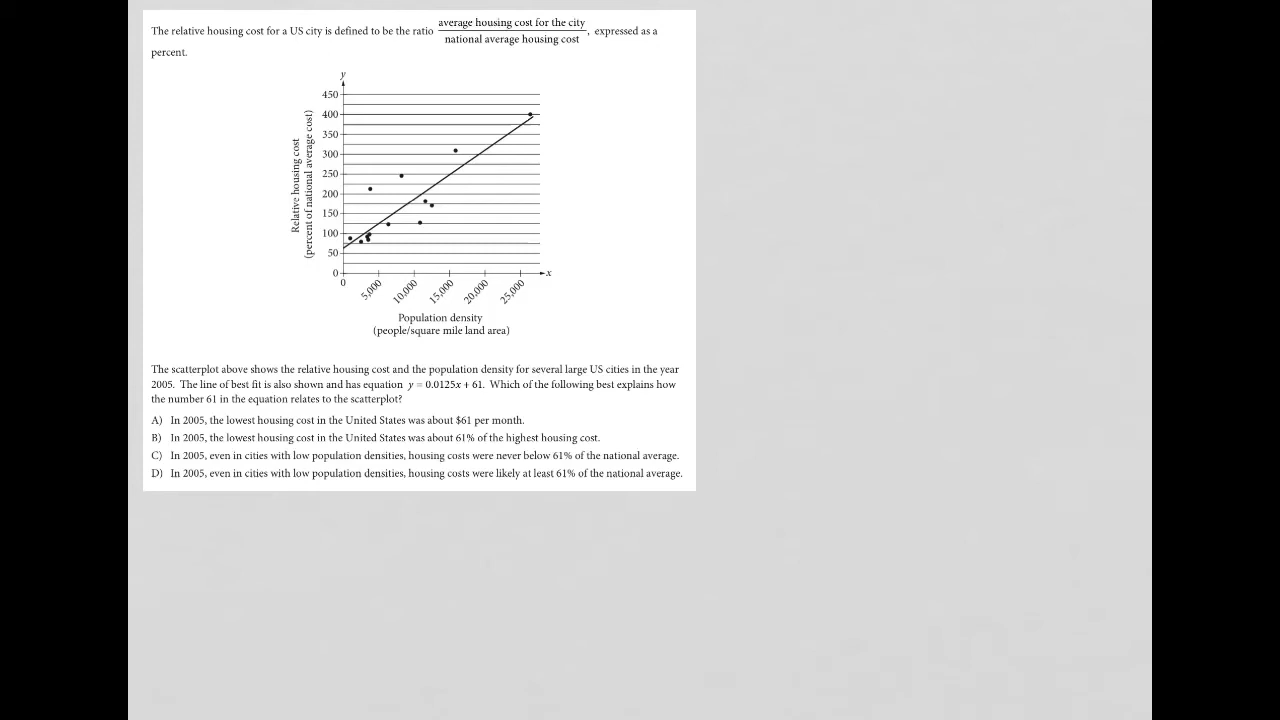 The relative housing cost for a US city is defined to be the ratio average housing cost for the city / national average housing cost, expressed as a
percent.
y
450
400
350
300
250
200
150
100
50
0
Relative housing cost
(percent of national average cost)
x
0
5,000
10,000
15,000
20,000
25,000
Population density
(people/square mile land area)
The scatterplot above shows the relative housing cost and the population density for several large US cities in the year
2005. The line of best fit is also shown and has equation y = 0.0125x + 61. Which of the following best explains how
the number 61 in the equation relates to the scatterplot?
A) In 2005, the lowest housing cost in the United States was about $61 per month.
B) In 2005, the lowest housing cost in the United States was about 61% of the highest housing cost.
C) In 2005, even in cities with low population densities, housing costs were never below 61% of the national average.
D) In 2005, even in cities with low population densities, housing costs were likely at least 61% of the national average.